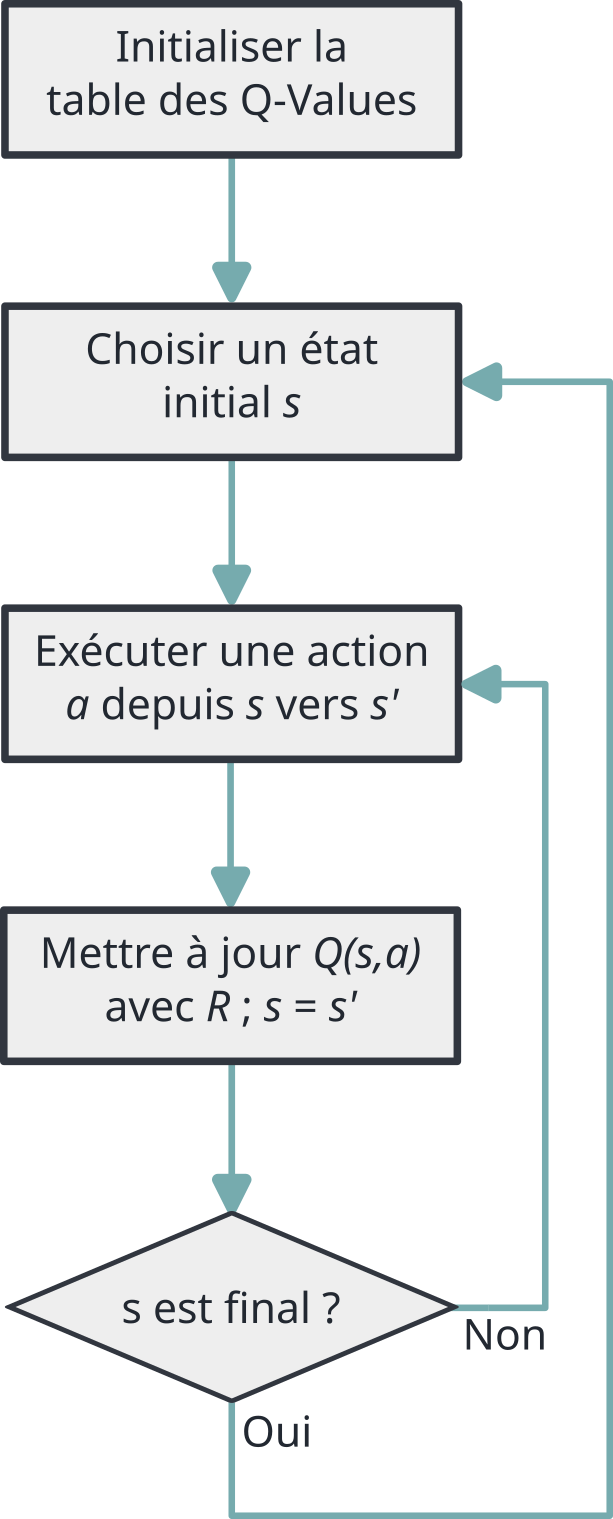 Initialiser la
table des Q-Values
Choisir un état
initial s
Exécuter une action
a depuis s vers s'
Mettre à jour Q(s,a)
avec R ; s = s'
s est final ?
Non
Oui